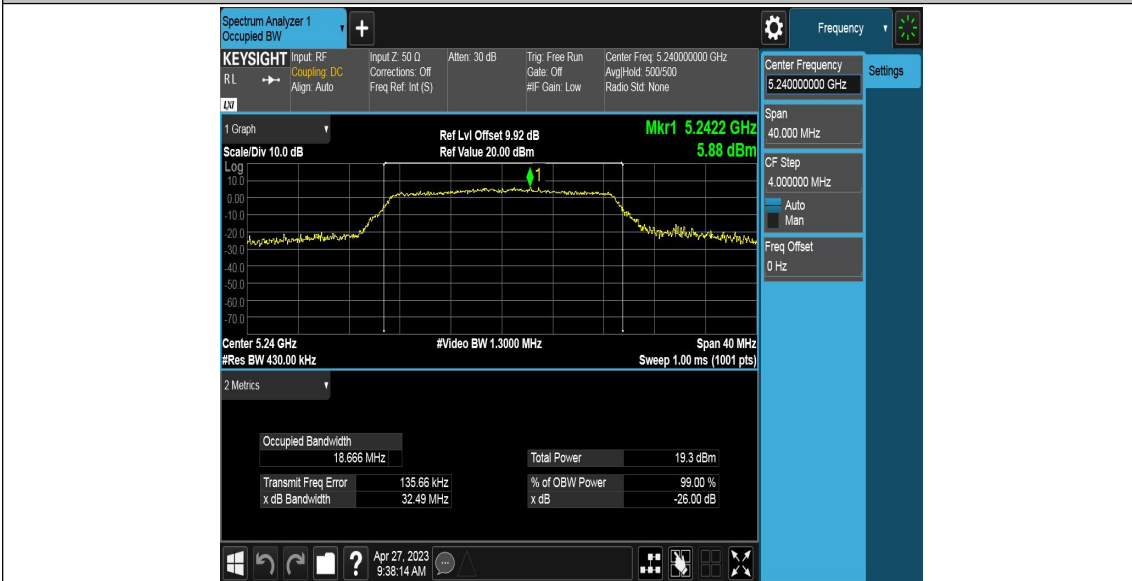 Spectrum Analyzer 1
Occupied BW
+
Frequency
KEYSIGHT
R L
LXI
Input: RF
Coupling: DC
Align: Auto
Input Z: 50 Ω
Corrections: Off
Freq Ref: Int (S)
Atten: 30 dB
Trig: Free Run
Gate: Off
#IF Gain: Low
Center Freq: 5.240000000 GHz
Avg|Hold: 500/500
Radio Std: None
Center Frequency
5.240000000 GHz
Settings
Span
40.000 MHz
CF Step
4.000000 MHz
Auto
Man
Freq Offset
0 Hz
1 Graph
Scale/Div 10.0 dB
Ref Lvl Offset 9.92 dB
Ref Value 20.00 dBm
Mkr1 5.2422 GHz
5.88 dBm
Log
1
10.0
0.00
-10.0
-20.0
-30.0
-40.0
-50.0
-60.0
-70.0
Center 5.24 GHz
#Res BW 430.00 kHz
#Video BW 1.3000 MHz
Span 40 MHz
Sweep 1.00 ms (1001 pts)
2 Metrics
Occupied Bandwidth
18.666 MHz
Total Power 19.3 dBm
Transmit Freq Error 135.66 kHz
% of OBW Power 99.00 %
x dB Bandwidth 32.49 MHz
x dB -26.00 dB
?
Apr 27, 2023
9:38:14 AM